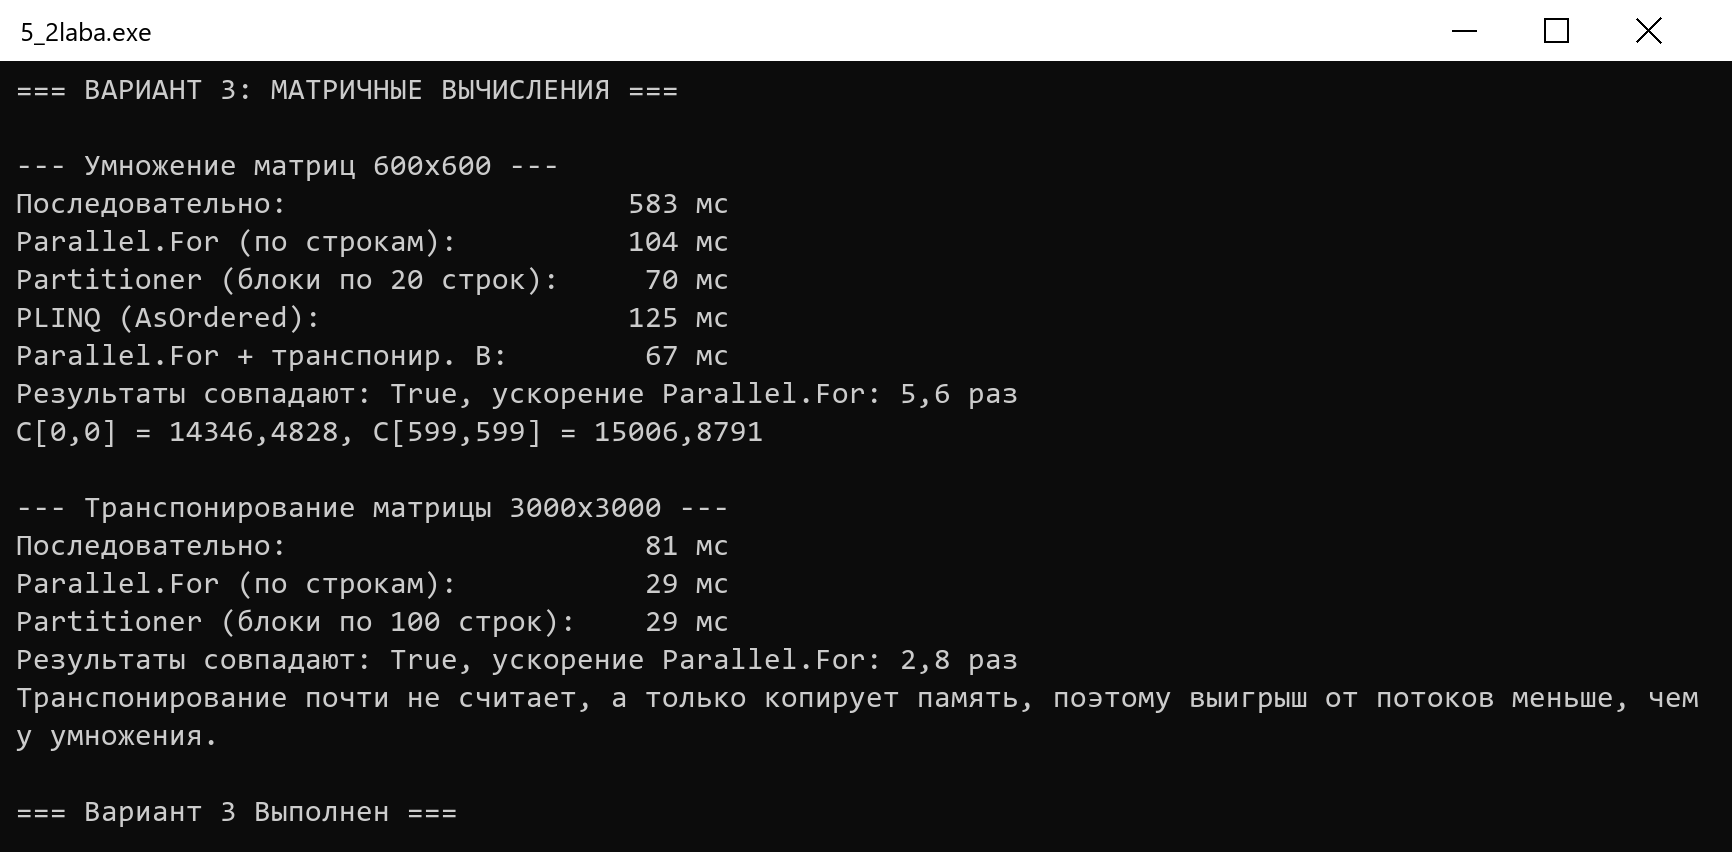 5_2laba.exe
=== ВАРИАНТ 3: МАТРИЧНЫЕ ВЫЧИСЛЕНИЯ ===
--- Умножение матриц 600x600 ---
Последовательно: 583 мс
Parallel.For (по строкам): 104 мс
Partitioner (блоки по 20 строк): 70 мс
PLINQ (AsOrdered): 125 мс
Parallel.For + транспонир. B: 67 мс
Результаты совпадают: True, ускорение Parallel.For: 5,6 раз
C[0,0] = 14346,4828, C[599,599] = 15006,8791
--- Транспонирование матрицы 3000x3000 ---
Последовательно: 81 мс
Parallel.For (по строкам): 29 мс
Partitioner (блоки по 100 строк): 29 мс
Результаты совпадают: True, ускорение Parallel.For: 2,8 раз
Транспонирование почти не считает, а только копирует память, поэтому выигрыш от потоков меньше, чем
у умножения.
=== Вариант 3 Выполнен ===